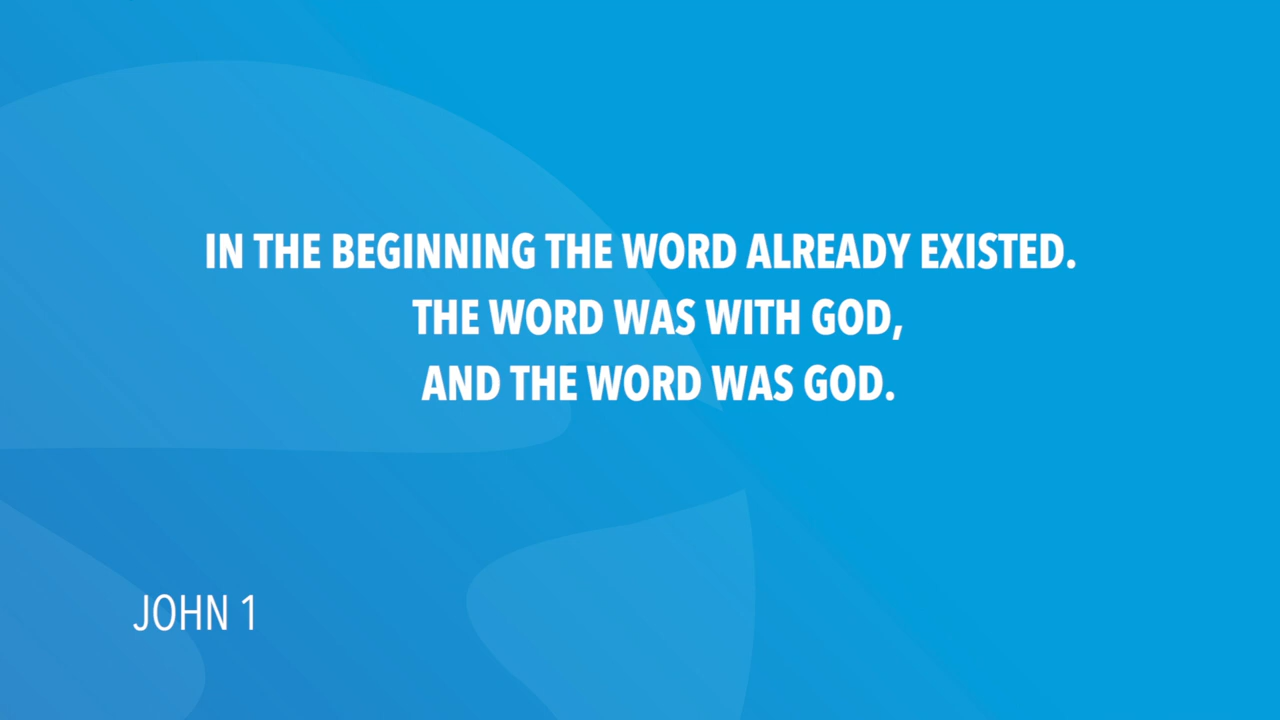 IN THE BEGINNING THE WORD ALREADY EXISTED.
THE WORD WAS WITH GOD,
AND THE WORD WAS GOD.
JOHN 1